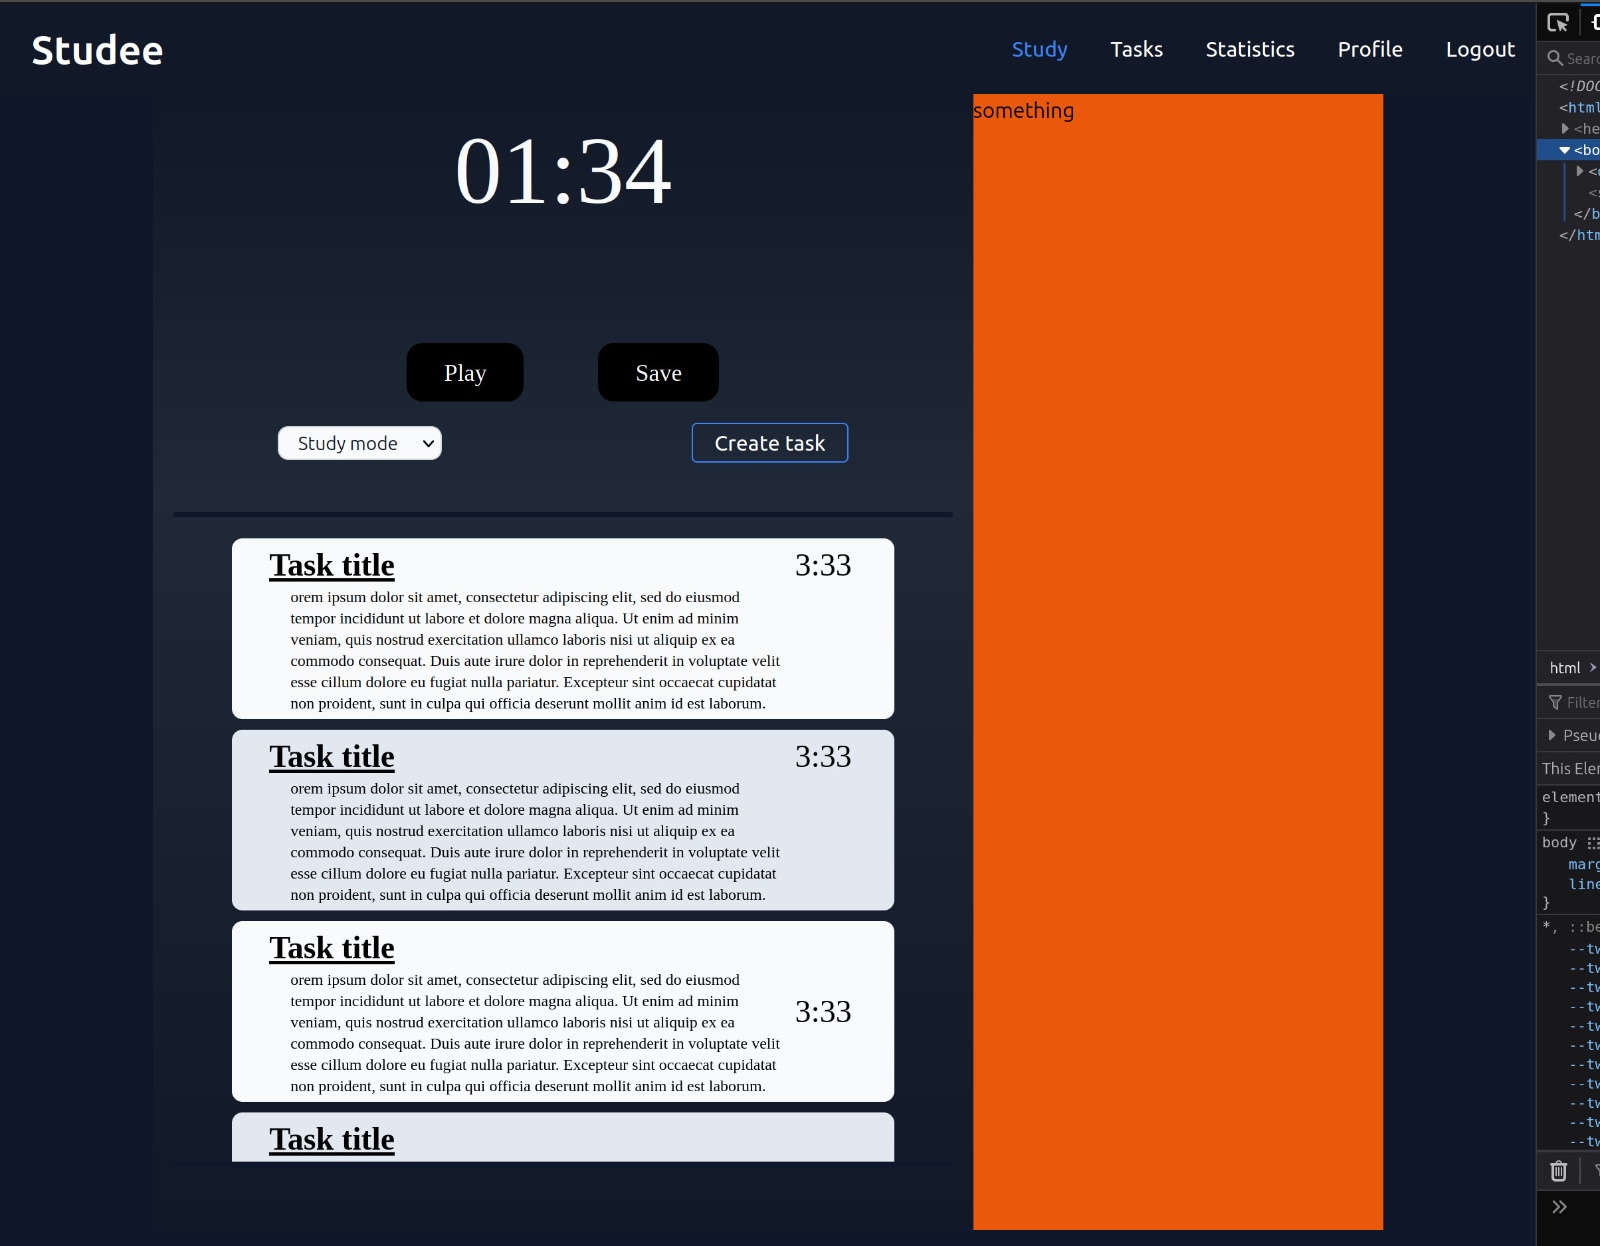 Studee
Study Tasks Statistics Profile Logout
something
01:34
Play Save
Study mode Create task
Task title 3:33
orem ipsum dolor sit amet, consectetur adipiscing elit, sed do eiusmod
tempor incididunt ut labore et dolore magna aliqua. Ut enim ad minim
veniam, quis nostrud exercitation ullamco laboris nisi ut aliquip ex ea
commodo consequat. Duis aute irure dolor in reprehenderit in voluptate velit
esse cillum dolore eu fugiat nulla pariatur. Excepteur sint occaecat cupidatat
non proident, sunt in culpa qui officia deserunt mollit anim id est laborum.
Task title 3:33
orem ipsum dolor sit amet, consectetur adipiscing elit, sed do eiusmod
tempor incididunt ut labore et dolore magna aliqua. Ut enim ad minim
veniam, quis nostrud exercitation ullamco laboris nisi ut aliquip ex ea
commodo consequat. Duis aute irure dolor in reprehenderit in voluptate velit
esse cillum dolore eu fugiat nulla pariatur. Excepteur sint occaecat cupidatat
non proident, sunt in culpa qui officia deserunt mollit anim id est laborum.
Task title
orem ipsum dolor sit amet, consectetur adipiscing elit, sed do eiusmod
tempor incididunt ut labore et dolore magna aliqua. Ut enim ad minim
veniam, quis nostrud exercitation ullamco laboris nisi ut aliquip ex ea
3:33
commodo consequat. Duis aute irure dolor in reprehenderit in voluptate velit
esse cillum dolore eu fugiat nulla pariatur. Excepteur sint occaecat cupidatat
non proident, sunt in culpa qui officia deserunt mollit anim id est laborum.
Task title
Sear
<!DO
<html
<he
<bo
</b
</htm
html
Filter
Pseu
This Ele
element
}
body
marg
line
}
*, ::be
--tw
--tw
--tw
--tw
--tw
--tw
--tw
--tw
--tw
--tw
--tw